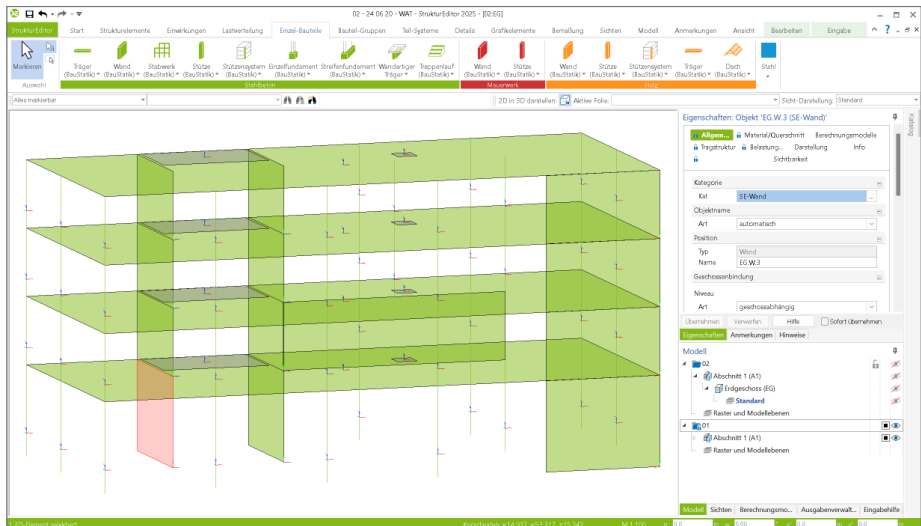 02 - 24 06 20 - WAT - StrukturEditor 2025 - [02:EG]
StrukturEditor Start Strukturelemente Einwirkungen Lastverteilung Einzel-Bauteile Bauteil-Gruppen Teil-Systeme Details Grafikelemente Bemaßung Sichten Modell Anmerkungen Ansicht Bearbeiten Eingabe
Markieren Träger Wand Stabwerk Stütze Stützensystem Einzelfundament Streifenfundament Wandartiger Treppenlauf Wand Stütze Wand Stütze Stützensystem Träger Dach Stahl
(BauStatik) (BauStatik) (BauStatik) (BauStatik) (BauStatik) (BauStatik) (BauStatik) Träger (BauStatik) (BauStatik) (BauStatik) (BauStatik) (BauStatik) (BauStatik) (BauStatik) (BauStatik)
Auswahl Stahlbeton Mauerwerk Holz
Alles markierbar 2D in 3D darstellen: Aktive Folie: Sicht-Darstellung: Standard
Eigenschaften: Objekt 'EG.W.3 (SE-Wand)'
Katalog
Allgem... Material/Querschnitt Berechnungsmodelle
Tragstruktur Belastung... Darstellung Info
Sichtbarkeit
Kategorie
Kat SE-Wand ...
Objektname
Art automatisch
Position
Typ Wand
Name EG.W.3
Geschossanbindung
Niveau
Art geschossabhängig
Übernehmen Verwerfen Hilfe Sofort übernehmen
Eigenschaften Anmerkungen Hinweise
Modell
02
Abschnitt 1 (A1)
Erdgeschoss (EG)
Standard
Raster und Modellebenen
01
Abschnitt 1 (A1)
Raster und Modellebenen
Modell Sichten Berechnungsmo... Ausgabenverwalt... Eingabehilfe
1 3D-Element selektiert
M 1:100